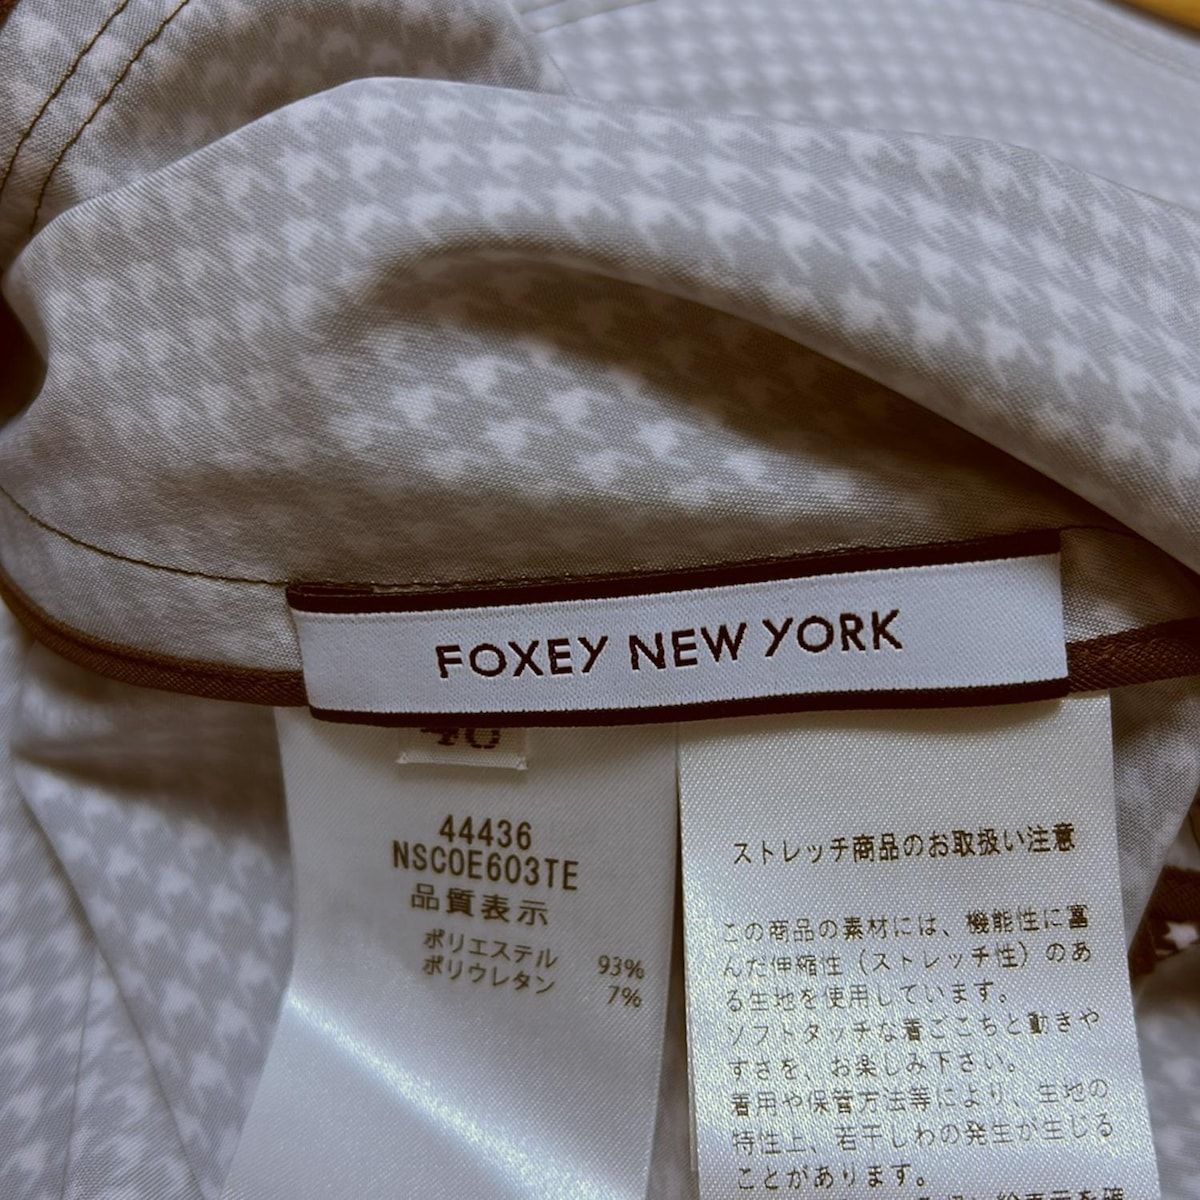 FOXEY NEW YORK
40
44436
NSCOE603TE
品質表示
ポリエステル 93%
ポリウレタン 7%
ストレッチ商品のお取扱い注意
この商品の素材には、機能性に富
んだ伸縮性（ストレッチ性）のあ
る生地を使用しています。
ソフトタッチな着ごこちと動きや
すさを、お楽しみ下さい。
着用や保管方法等により、生地の
特性上、若干しわの発生が生じる
ことがあります。
絵表示を確